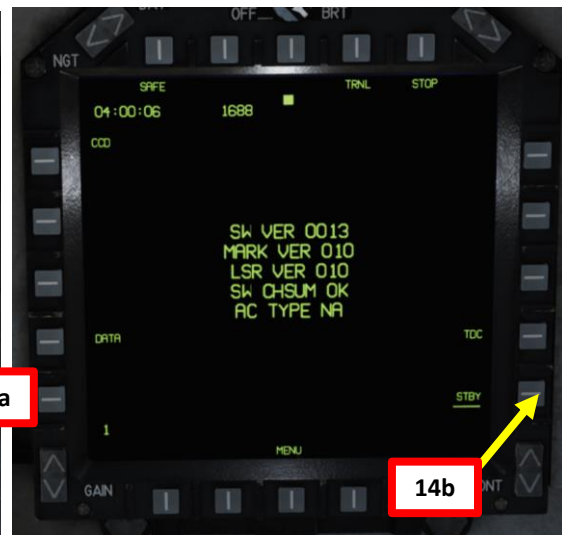 OFF BRT
NGT
SAFE TRNL STOP
04:00:06 1688
CCD
SW VER 0013
MARK VER 010
LSR VER 010
SW CHSUM OK
AC TYPE NA
DATA TDC
a STBY
1
MENU
GAIN 14b